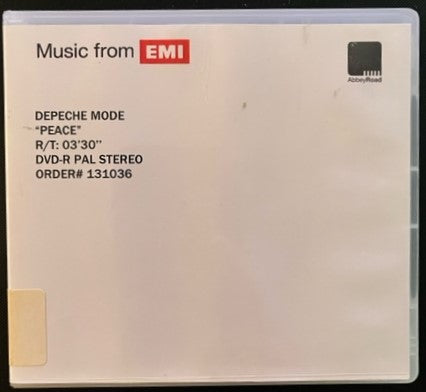 Music from EMI
AbbeyRoad
DEPECHE MODE
"PEACE"
R/T: 03'30"
DVD-R PAL STEREO
ORDER# 131036